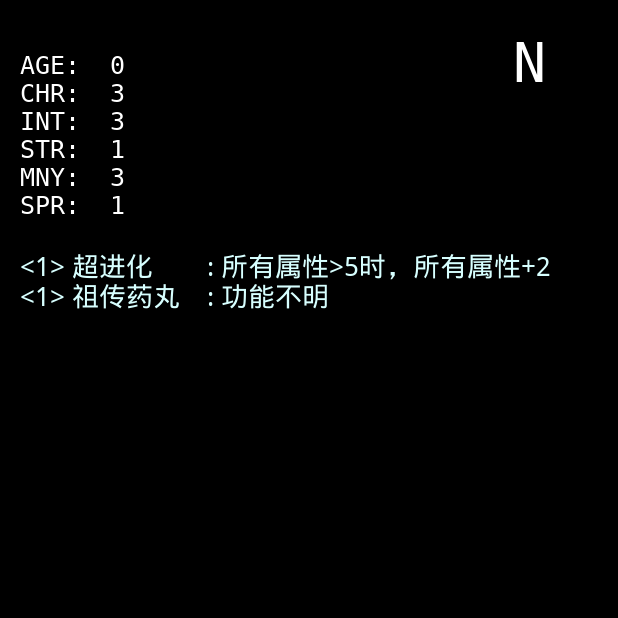 N
AGE: 0
CHR: 3
INT: 3
STR: 1
MNY: 3
SPR: 1
<1> 超进化 : 所有属性>5时, 所有属性+2
<1> 祖传药丸 : 功能不明